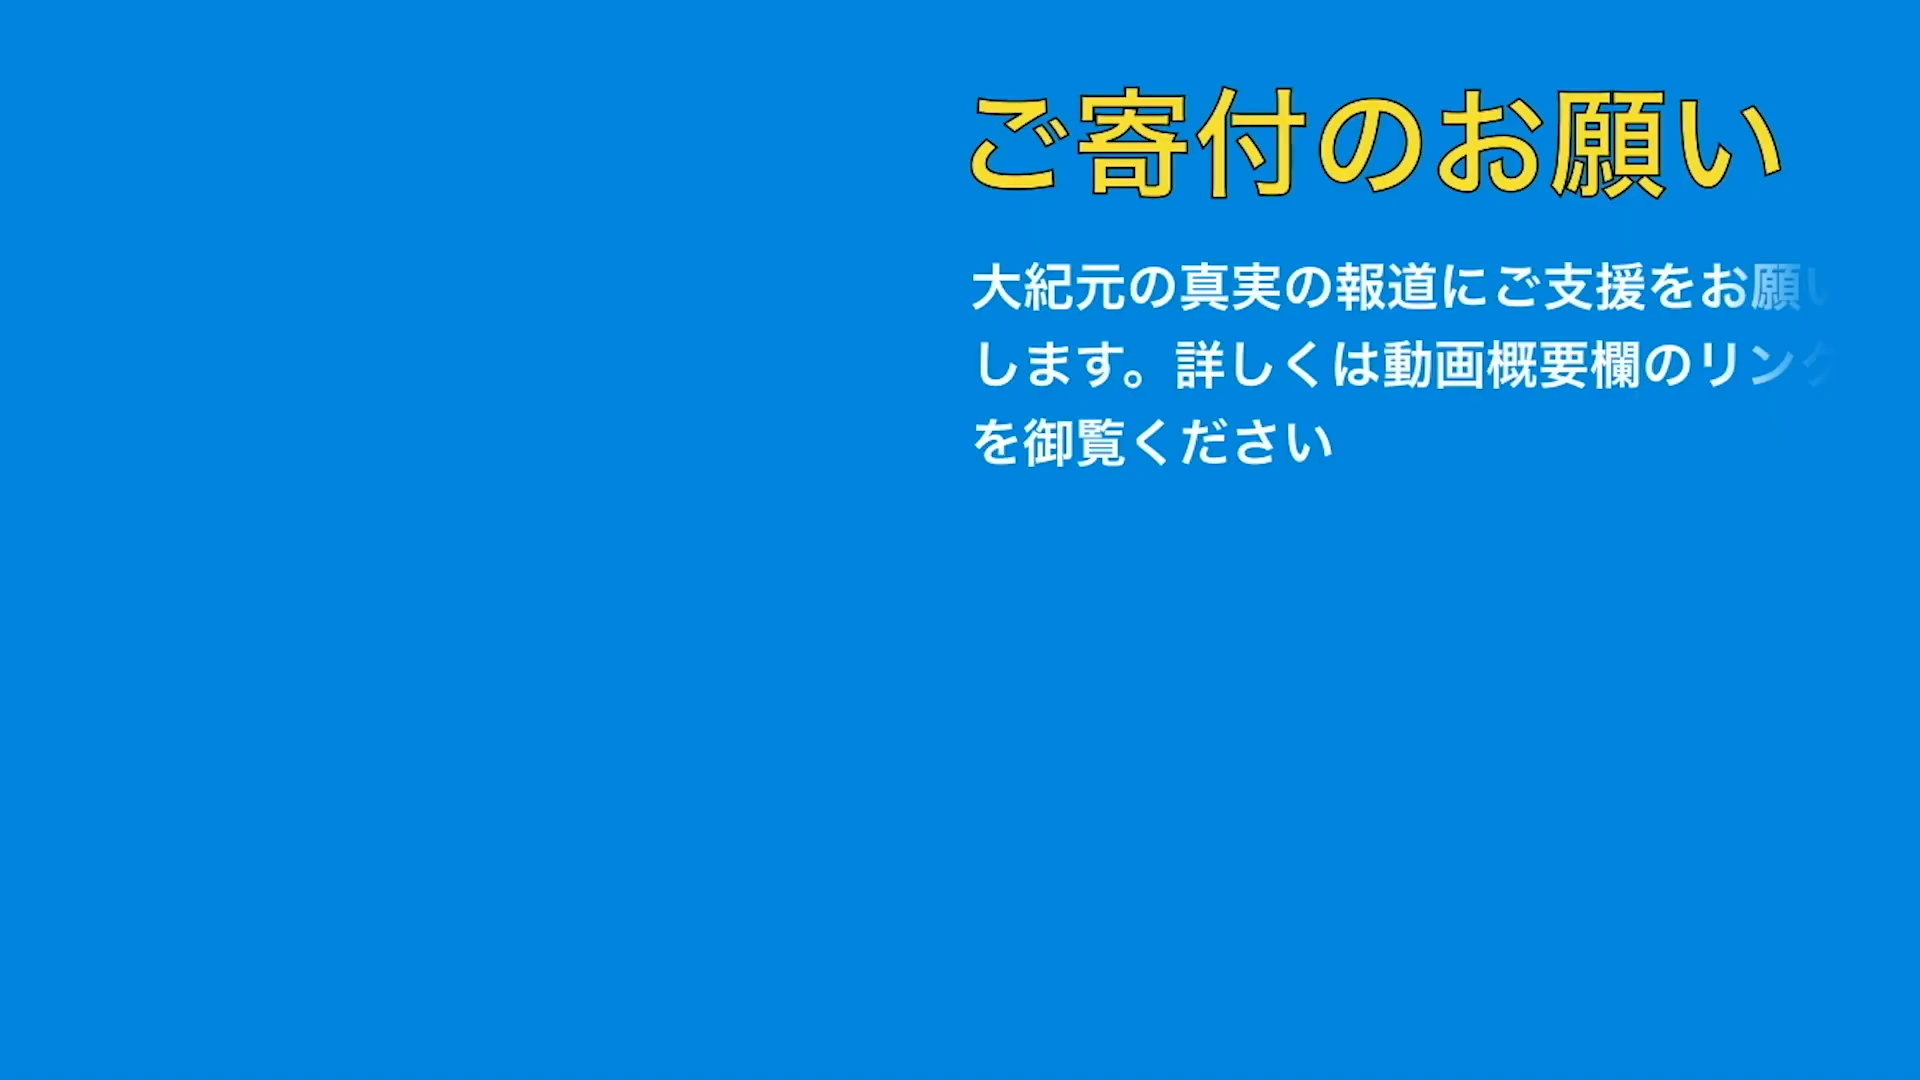 ご寄付のお願い
大紀元の真実の報道にご支援をお願い
します。詳しくは動画概要欄のリンク
を御覧ください